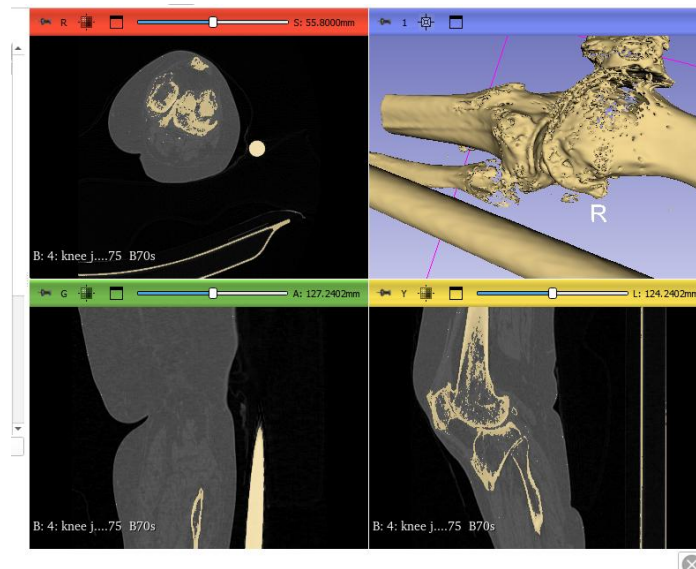 R S: 55.8000mm
1
B: 4: knee j....75 B70s
R
G A: 127.2402mm
Y L: 124.2402mm
B: 4: knee j....75 B70s
B: 4: knee j....75 B70s